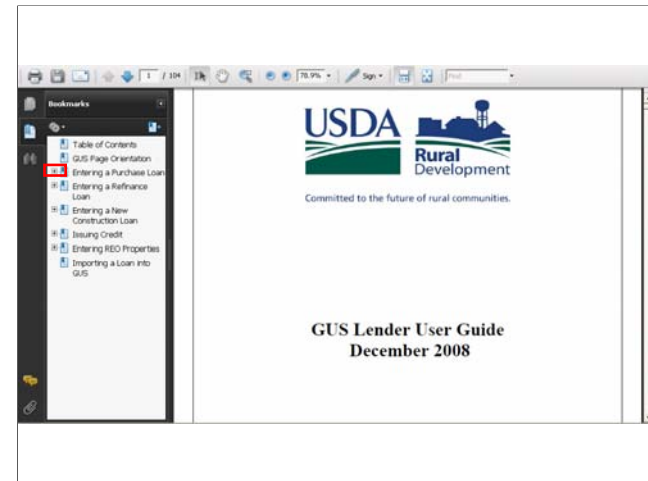 1 / 104
78.9%
Sign
Find
Bookmarks
Table of Contents
GUS Page Orientation
Entering a Purchase Loan
Entering a Refinance
Loan
Entering a New
Construction Loan
Issuing Credit
Entering REO Properties
Importing a Loan into
GUS
USDA
Rural
Development
Committed to the future of rural communities.
GUS Lender User Guide
December 2008